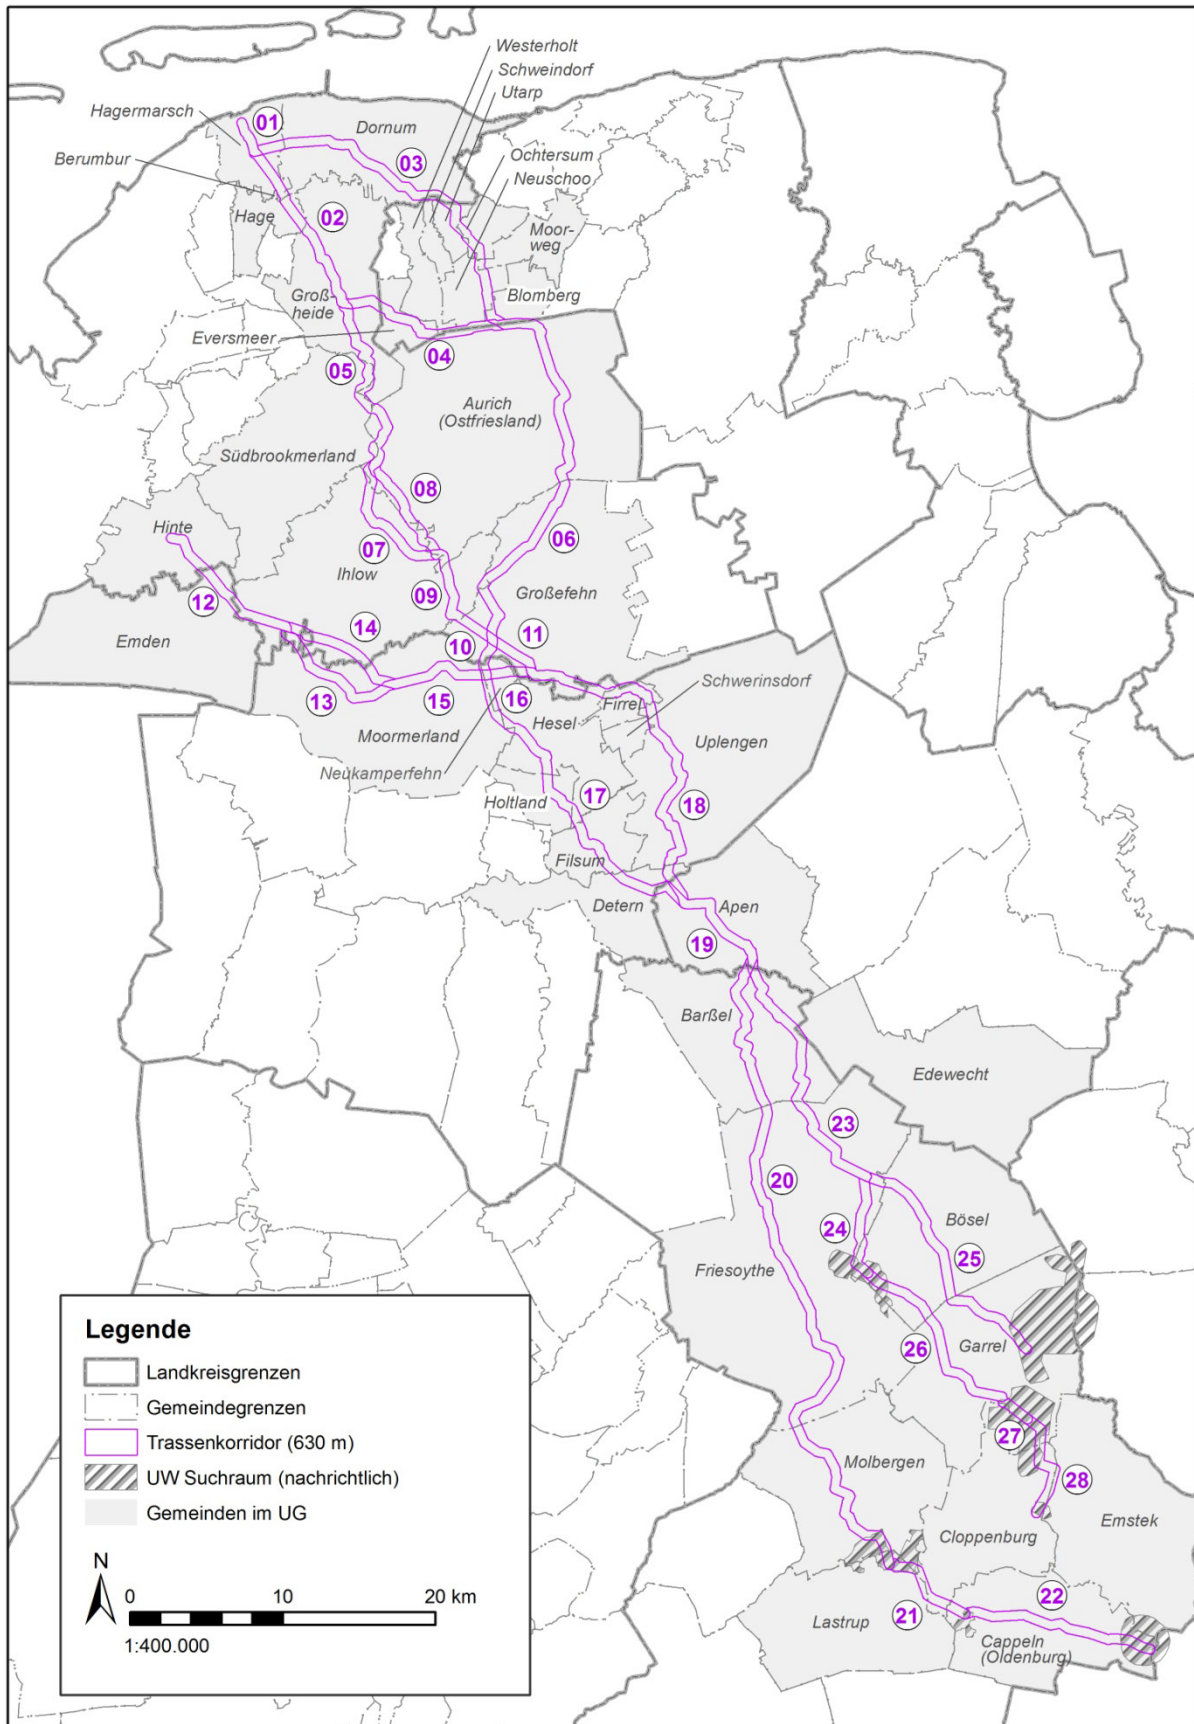 Westerholt
Schweindorf
Utarp
Hagermarsch
01
Dornum
Ochtersum
Berumbur
03
Neuschoo
Hage
02
Moor-
weg
Groß-
heide
Blomberg
Eversmeer
04
05
Aurich
(Ostfriesland)
Südbrookmerland
08
Hinte
07
06
Ihlow
09
Großefehn
12
14
Emden
10
11
13
15
16
Schwerinsdorf
Firrel
Hesel
Moormerland
Uplengen
Neukamperfehn
Holtland
17
18
Filsum
Detern
Apen
19
Barßel
Edewecht
23
20
Bösel
24
25
Friesoythe
26
Garrel
27
Molbergen
28
Cloppenburg
Emstek
22
21
Lastrup
Cappeln
(Oldenburg)
Legende
Landkreisgrenzen
Gemeindegrenzen
Trassenkorridor (630 m)
UW Suchraum (nachrichtlich)
Gemeinden im UG
N
0 10 20 km
1:400.000